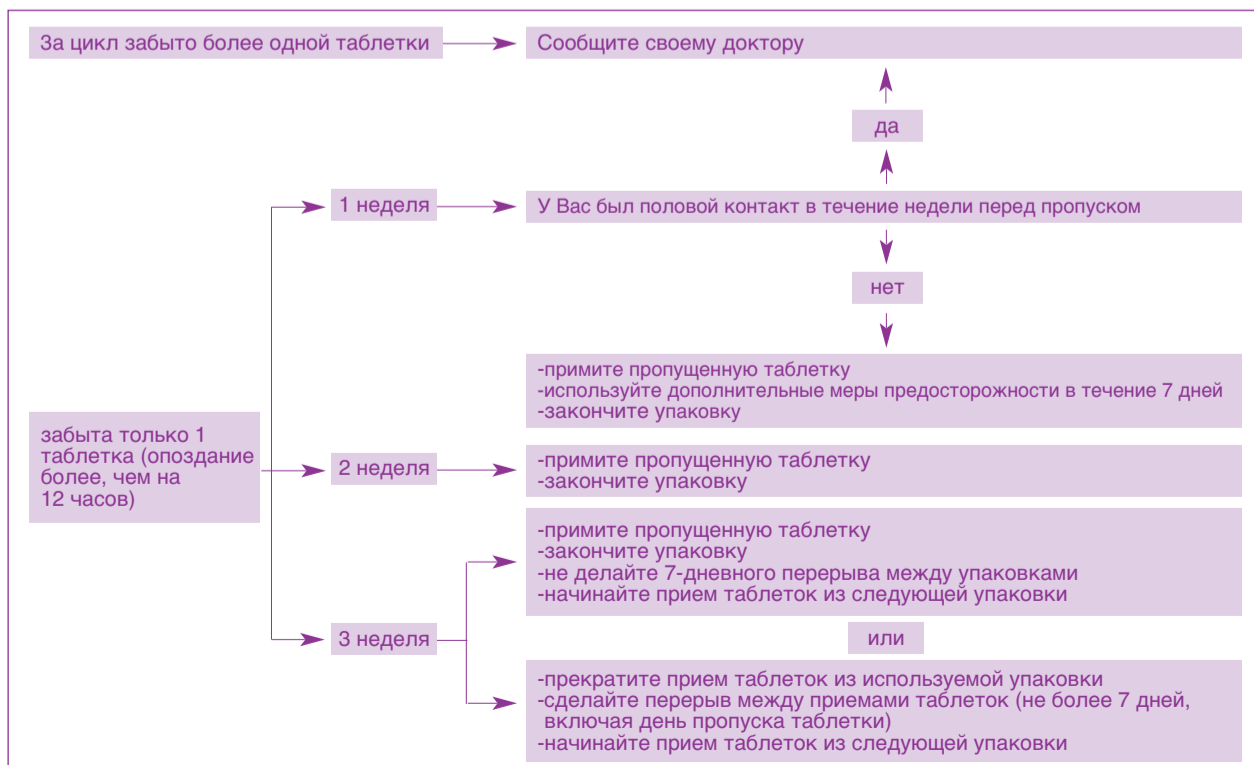 За цикл забыто более одной таблетки
Сообщите своему доктору
да
1 неделя
У Вас был половой контакт в течение недели перед пропуском
нет
-примите пропущенную таблетку
-используйте дополнительные меры предосторожности в течение 7 дней
-закончите упаковку
забыта только 1
таблетка (опоздание
более, чем на
12 часов)
2 неделя
-примите пропущенную таблетку
-закончите упаковку
3 неделя
-примите пропущенную таблетку
-закончите упаковку
-не делайте 7-дневного перерыва между упаковками
-начинайте прием таблеток из следующей упаковки
или
-прекратите прием таблеток из используемой упаковки
-сделайте перерыв между приемами таблеток (не более 7 дней,
включая день пропуска таблетки)
-начинайте прием таблеток из следующей упаковки